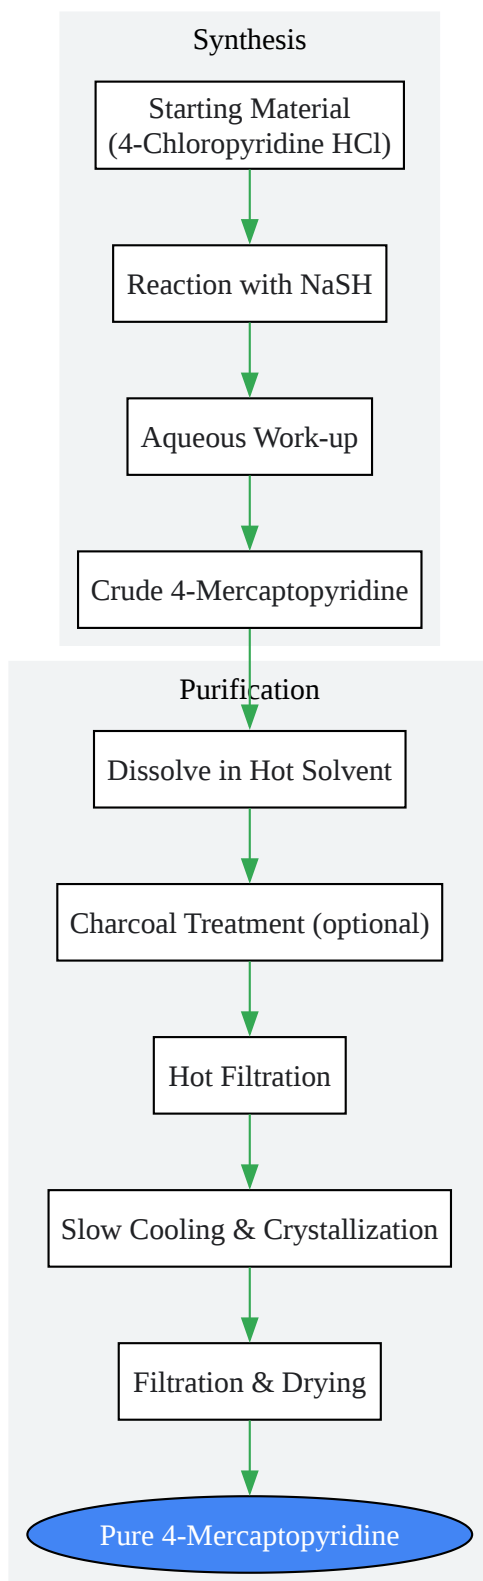 Synthesis
Starting Material
(4-Chloropyridine HCl)
Reaction with NaSH
Aqueous Work-up
Crude 4-Mercaptopyridine
Purification
Dissolve in Hot Solvent
Charcoal Treatment (optional)
Hot Filtration
Slow Cooling & Crystallization
Filtration & Drying
Pure 4-Mercaptopyridine